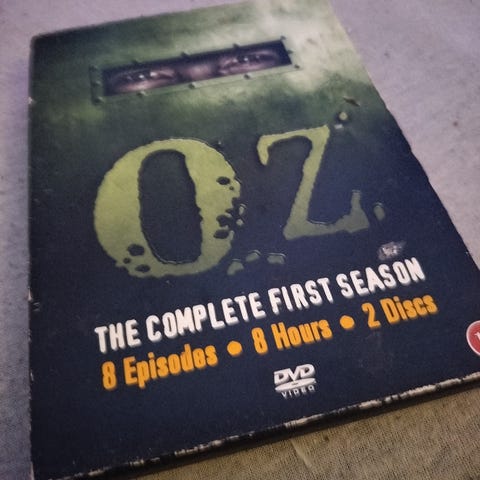 OZ
THE COMPLETE FIRST SEASON
8 Episodes • 8 Hours • 2 Discs
DVD
VIDEO